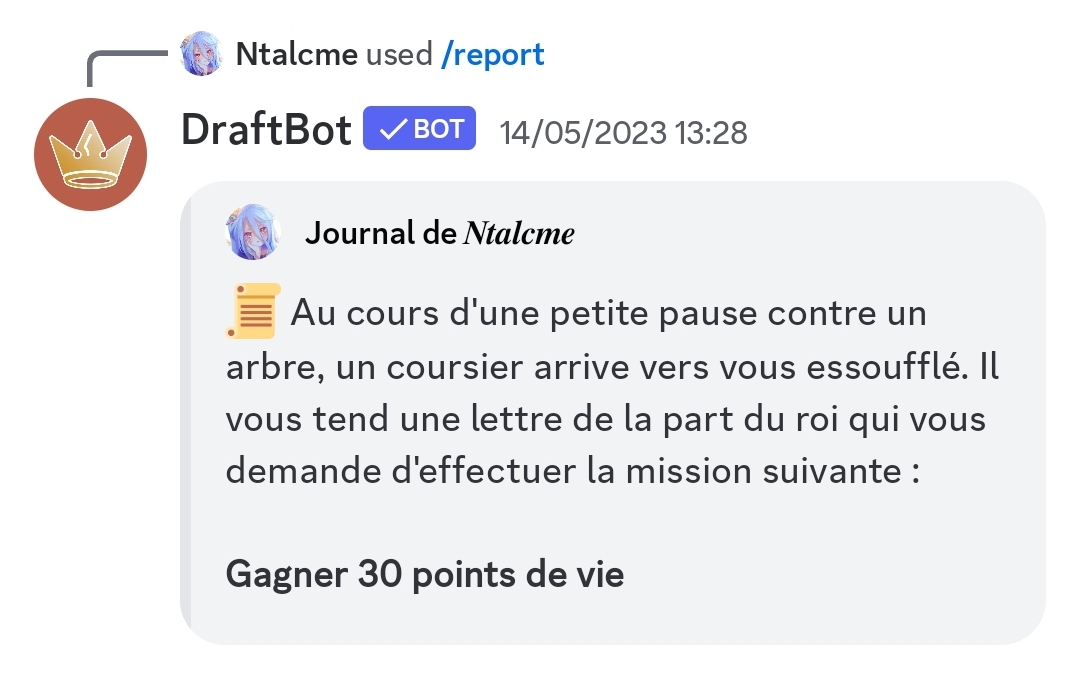 Ntalcme used /report
DraftBot ✓ BOT 14/05/2023 13:28
Journal de Ntalcme
Au cours d'une petite pause contre un
arbre, un coursier arrive vers vous essoufflé. Il
vous tend une lettre de la part du roi qui vous
demande d'effectuer la mission suivante :
Gagner 30 points de vie